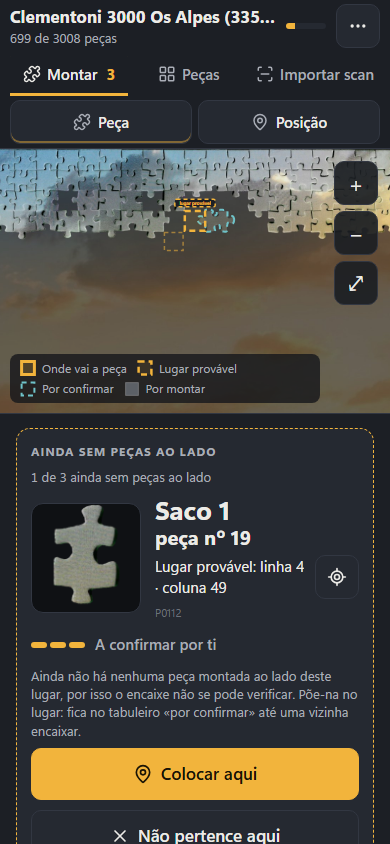 Clementoni 3000 Os Alpes (335...
699 de 3008 peças
Montar 3
Peças
Importar scan
Peça
Posição
Lugar provável
+
−
Onde vai a peça
Lugar provável
Por confirmar
Por montar
AINDA SEM PEÇAS AO LADO
1 de 3 ainda sem peças ao lado
Saco 1
peça nº 19
Lugar provável: linha 4
· coluna 49
P0112
A confirmar por ti
Ainda não há nenhuma peça montada ao lado deste
lugar, por isso o encaixe não se pode verificar. Põe-na no
lugar: fica no tabuleiro «por confirmar» até uma vizinha
encaixar.
Colocar aqui
Não pertence aqui